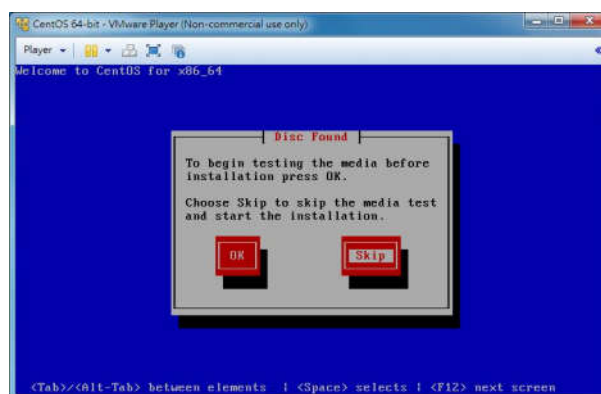 CentOS 64-bit - VMware Player (Non-commercial use only)
Player
Welcome to CentOS for x86_64
Disc Found
To begin testing the media before
installation press OK.
Choose Skip to skip the media test
and start the installation.
OK Skip
<Tab>/<Alt-Tab> between elements | <Space> selects | <F12> next screen